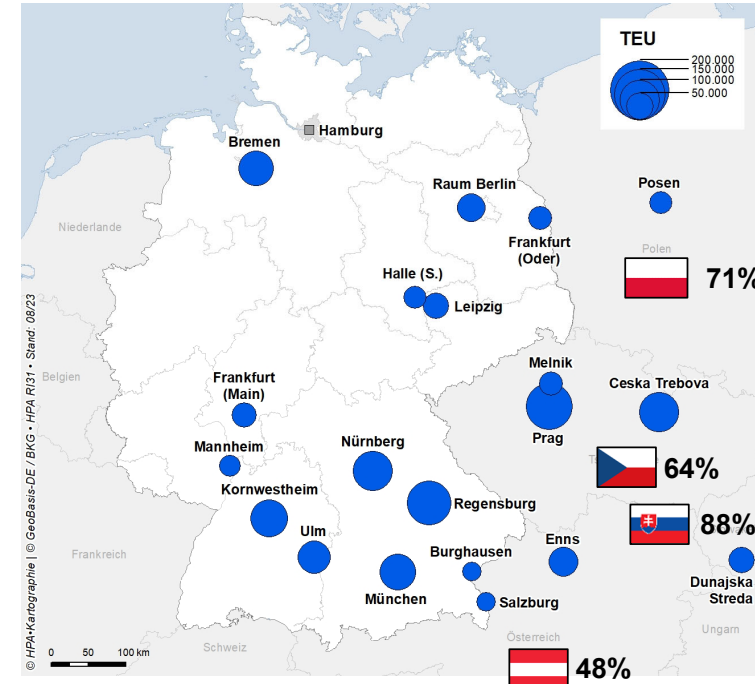 TEU
200.000
150.000
100.000
50.000
Hamburg
Bremen
Raum Berlin
Posen
Niederlande
Frankfurt
(Oder)
Polen
71%
Halle (S.)
Leipzig
Belgien
Melnik
Frankfurt
(Main)
Ceska Trebova
Prag
Mannheim
Nürnberg
64%
Kornwestheim
Regensburg
88%
Ulm
Enns
Frankreich
Burghausen
Dunajska
Streda
München
Salzburg
Ungarn
Österreich
Schweiz
0 50 100 km
48%
© HPA•Kartographie | © GeoBasis-DE / BKG • HPA RI31 • Stand: 08/23